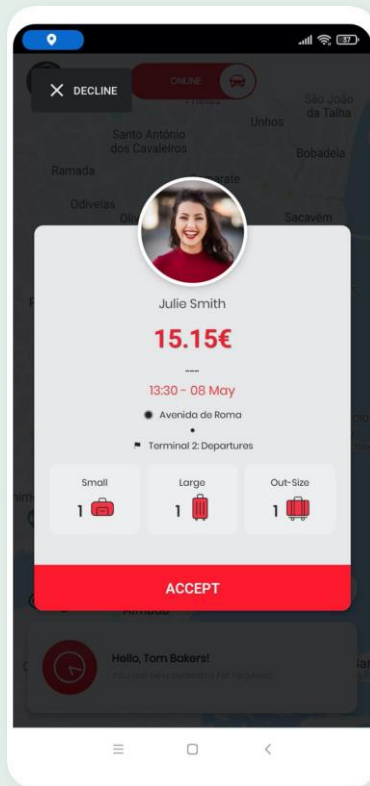 37
DECLINE
ONLINE
São João
da Talha
Unhos
Santo António
dos Cavaleiros
Bobadela
Ramada
Odivelas
Sacavém
Julie Smith
15.15€
---
13:30 - 08 May
Avenida de Roma
Terminal 2: Departures
Small
Large
Out-Size
1
1
1
ACCEPT
Hello, Tom Bakers!